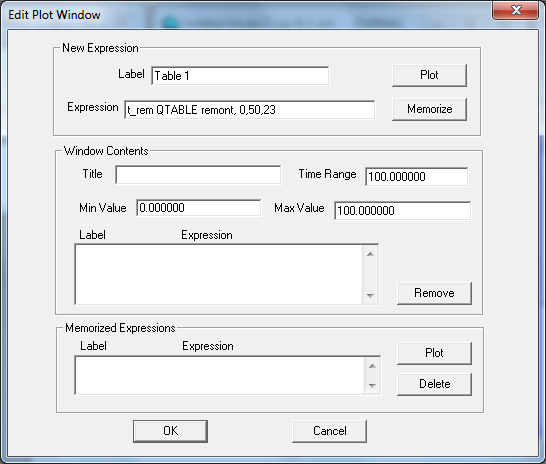 Edit Plot Window
New Expression
Label Table 1 Plot
Expression t_rem QTABLE remont, 0,50,23 Memorize
Window Contents
Title Time Range 100.000000
Min Value 0.000000 Max Value 100.000000
Label Expression
Remove
Memorized Expressions
Label Expression Plot
Delete
OK Cancel